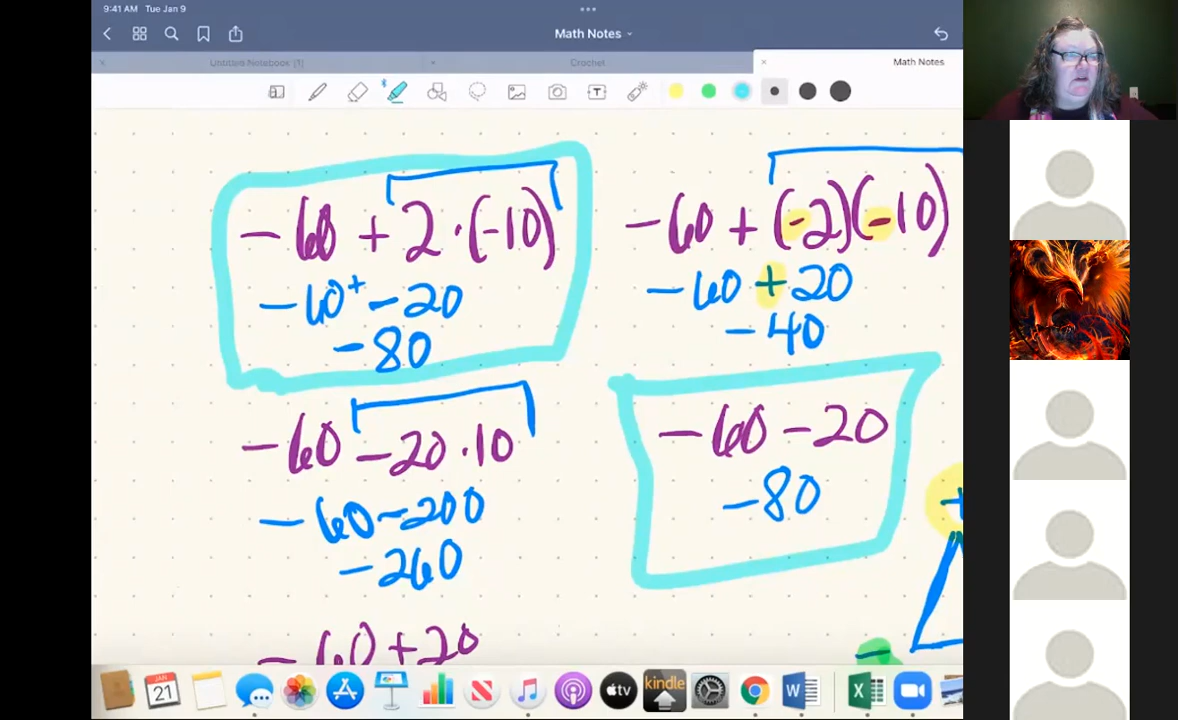 9:41 AM Tue Jan 9
Math Notes
Untitled Notebook (1)
Crochet
Math Notes
T
-60 + 2 · (-10)
-60 + -20
-80
-60 + (-2)(-10)
-60 + 20
-40
-60 - 20 · 10
-60 - 200
-260
-60 - 20
-80
+
-60 + 20
-
JAN
21
tv
kindle
W
X